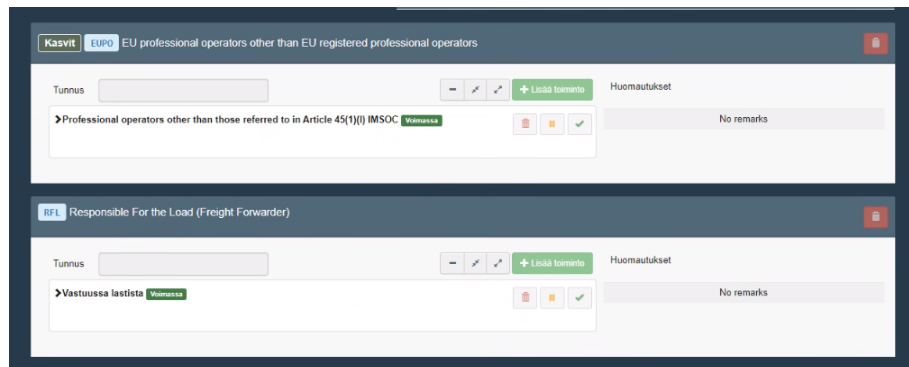 Kasvit EUPO EU professional operators other than EU registered professional operators
Tunnus
Lisää toiminto
Huomautukset
Professional operators other than those referred to in Article 45(1)(l) IMSOC Voimassa
No remarks
RFL Responsible For the Load (Freight Forwarder)
Tunnus
Lisää toiminto
Huomautukset
Vastuussa lastista Voimassa
No remarks